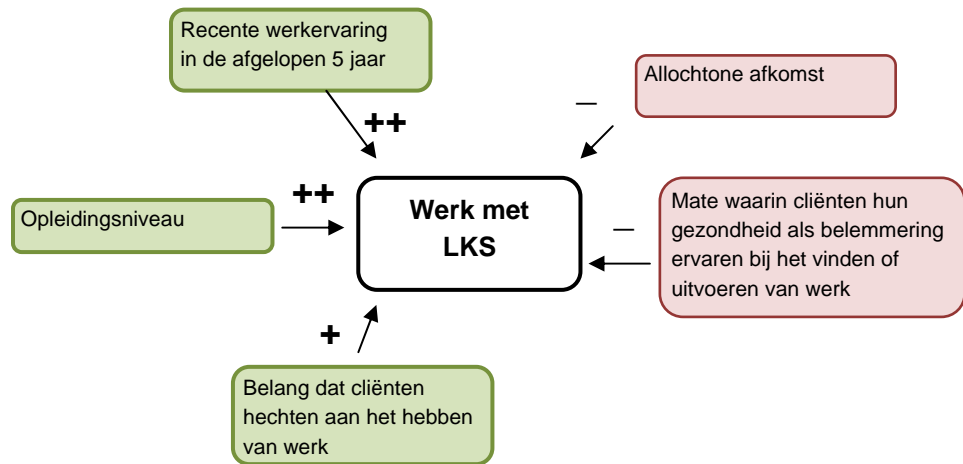 Recente werkervaring
in de afgelopen 5 jaar
++
Allochtone afkomst
–
Opleidingsniveau
++
Werk met
LKS
Mate waarin cliënten hun
gezondheid als belemmering
ervaren bij het vinden of
uitvoeren van werk
–
+
Belang dat cliënten
hechten aan het hebben
van werk